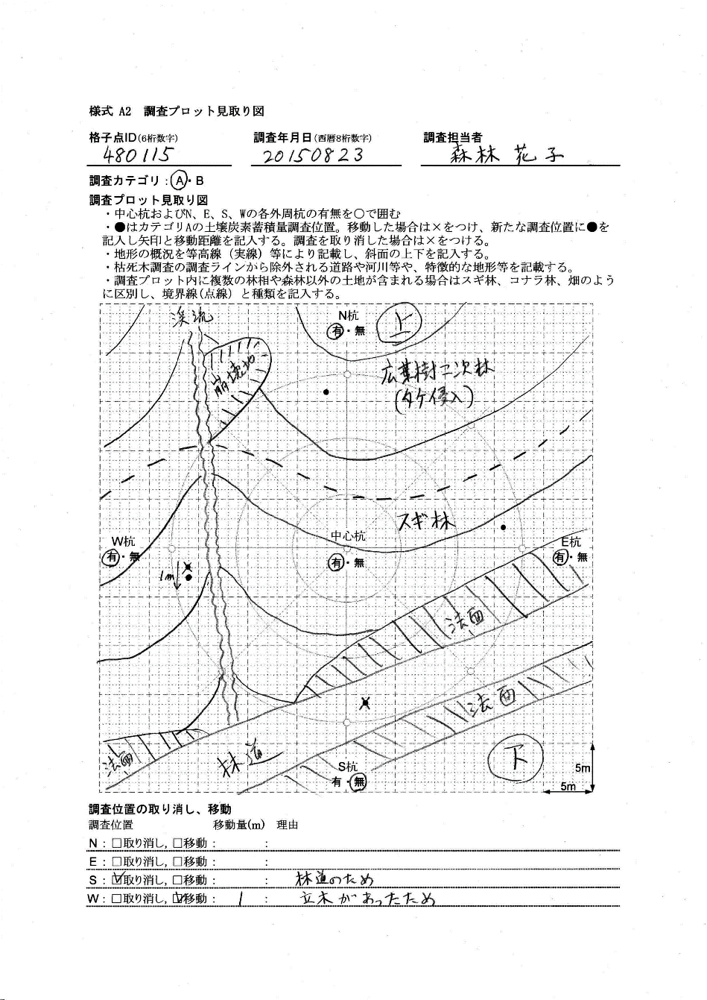 様式 A2　調査プロット見取り図
格子点ID(6桁数字)　調査年月日(西暦8桁数字)　調査担当者
480115　20150823　森林 花子
調査カテゴリ：A・B
調査プロット見取り図
・中心杭およびN、E、S、Wの各外周杭の有無を○で囲む
・●はカテゴリAの土壌炭素蓄積量調査位置。移動した場合は×をつけ、新たな調査位置に●を
記入し矢印と移動距離を記入する。調査を取り消した場合は×をつける。
・地形の概況を等高線（実線）等により記載し、斜面の上下を記入する。
・枯死木調査の調査ラインから除外される道路や河川等や、特徴的な地形等を記載する。
・調査プロット内に複数の林相や森林以外の土地が含まれる場合はスギ林、コナラ林、畑のよう
に区別し、境界線(点線）と種類を記入する。
渓流
N杭
有・無
上
崩壊地
広葉樹二次林
(タケ侵入)
スギ林
W杭
有・無
中心杭
有・無
E杭
有・無
1m
法面
法面
法面
林道
下
S杭
有・無
5m
5m
調査位置の取り消し、移動
調査位置　移動量(m)　理由
N：□取り消し, □移動：　：
E：□取り消し, □移動：　：
S：☑取り消し, □移動：　：　林道のため
W：□取り消し, ☑移動：　1　：　立木があったため